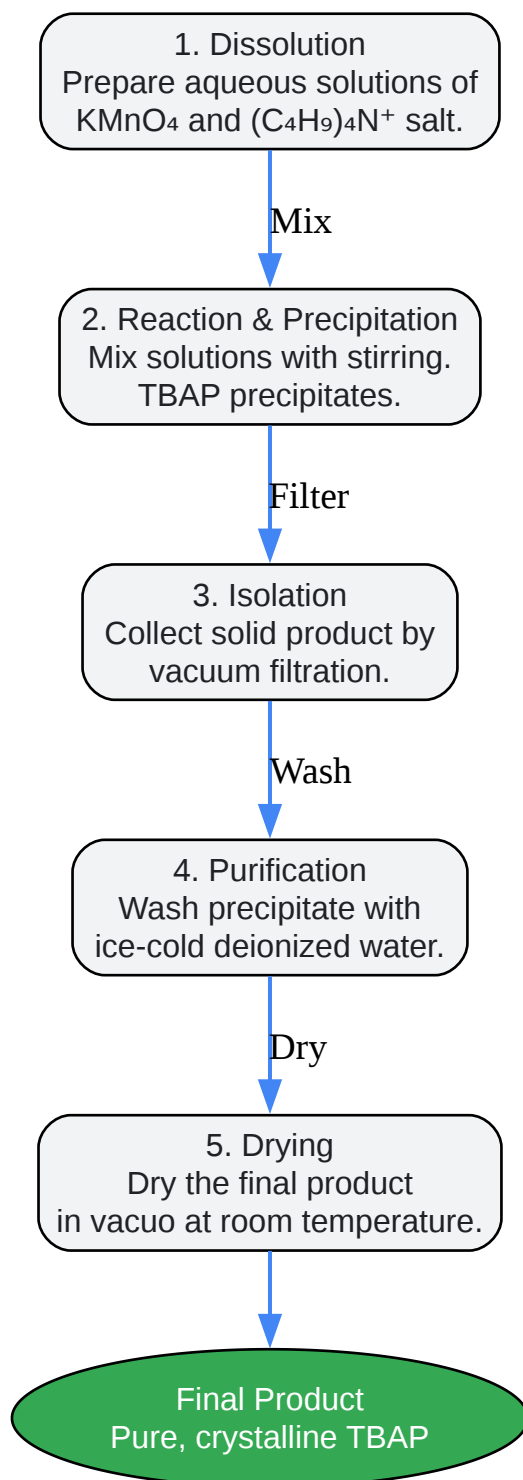 1. Dissolution
Prepare aqueous solutions of
KMnO₄ and (C₄H₉)₄N⁺ salt.
Mix
2. Reaction & Precipitation
Mix solutions with stirring.
TBAP precipitates.
Filter
3. Isolation
Collect solid product by
vacuum filtration.
Wash
4. Purification
Wash precipitate with
ice-cold deionized water.
Dry
5. Drying
Dry the final product
in vacuo at room temperature.
Final Product
Pure, crystalline TBAP